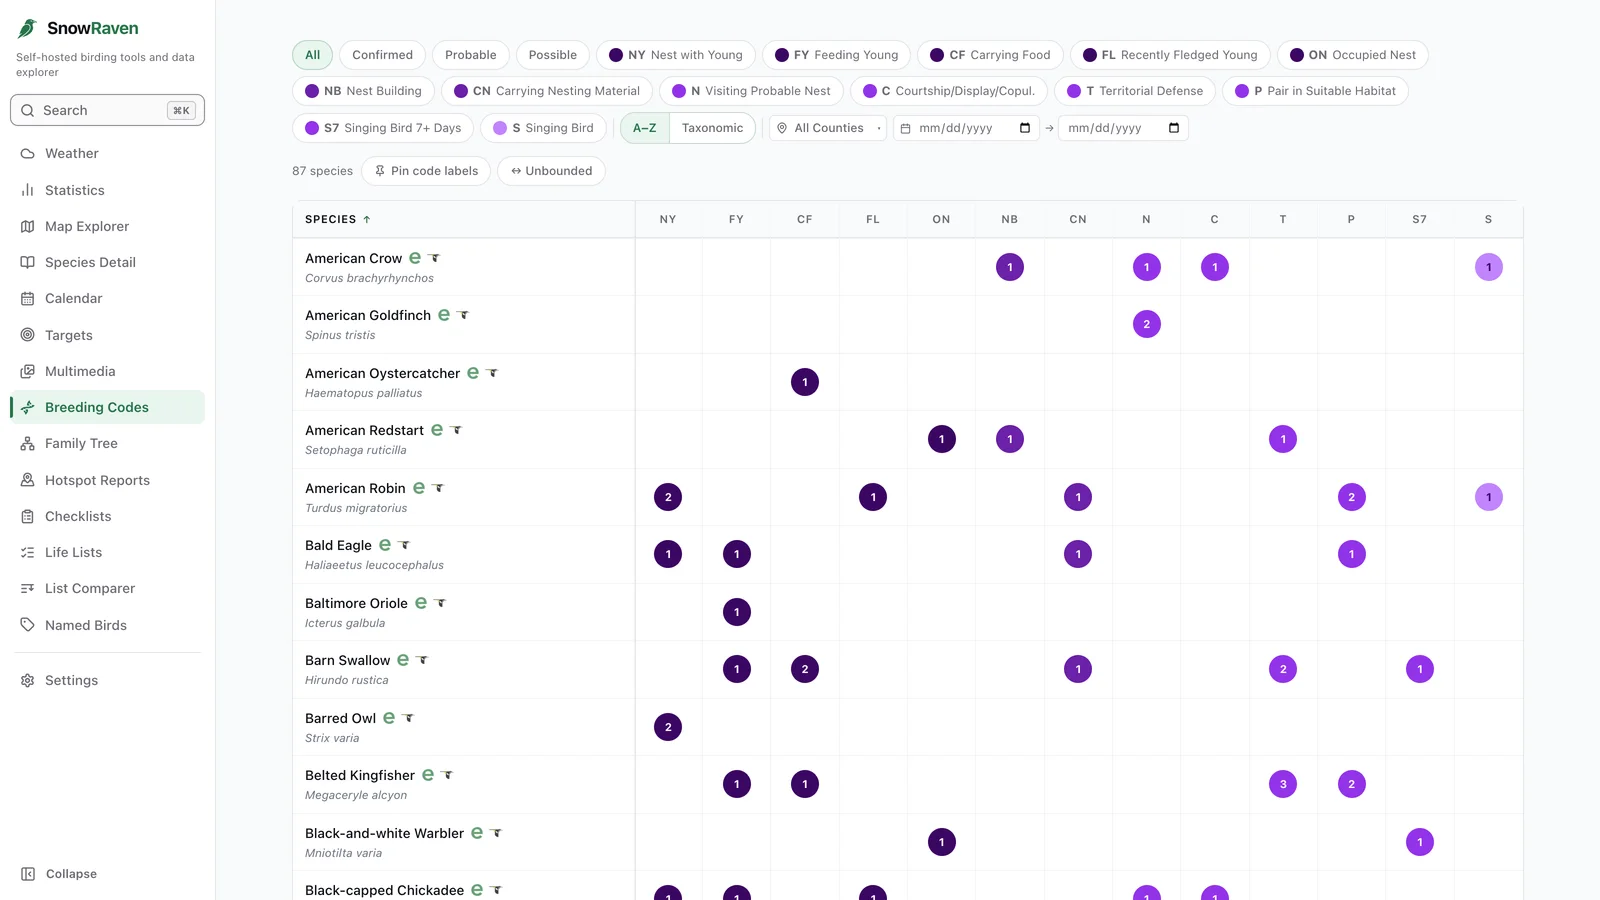 SnowRaven
Self-hosted birding tools and data
explorer
Search ⌘K
Weather
Statistics
Map Explorer
Species Detail
Calendar
Targets
Multimedia
Breeding Codes
Family Tree
Hotspot Reports
Checklists
Life Lists
List Comparer
Named Birds
Settings
Collapse
All Confirmed Probable Possible NY Nest with Young FY Feeding Young CF Carrying Food FL Recently Fledged Young ON Occupied Nest
NB Nest Building CN Carrying Nesting Material N Visiting Probable Nest C Courtship/Display/Copul. T Territorial Defense P Pair in Suitable Habitat
S7 Singing Bird 7+ Days S Singing Bird A–Z Taxonomic All Counties mm/dd/yyyy → mm/dd/yyyy
87 species Pin code labels ↔ Unbounded
SPECIES ↑ NY FY CF FL ON NB CN N C T P S7 S
American Crow e 1 1 1 1
Corvus brachyrhynchos
American Goldfinch e 2
Spinus tristis
American Oystercatcher e 1
Haematopus palliatus
American Redstart e 1 1 1
Setophaga ruticilla
American Robin e 2 1 1 2 1
Turdus migratorius
Bald Eagle e 1 1 1 1
Haliaeetus leucocephalus
Baltimore Oriole e 1
Icterus galbula
Barn Swallow e 1 2 1 2 1
Hirundo rustica
Barred Owl e 2
Strix varia
Belted Kingfisher e 1 1 3 2
Megaceryle alcyon
Black-and-white Warbler e 1 1
Mniotilta varia
Black-capped Chickadee e 1 1 1 1 1